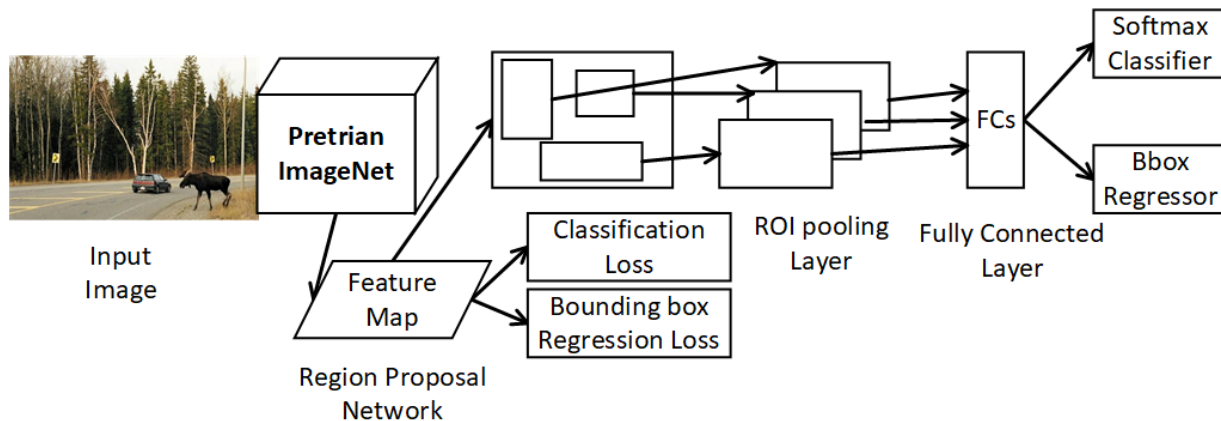 Input
Image
Pretrian
ImageNet
Feature
Map
Region Proposal
Network
Classification
Loss
Bounding box
Regression Loss
ROI pooling
Layer
FCs
Fully Connected
Layer
Softmax
Classifier
Bbox
Regressor